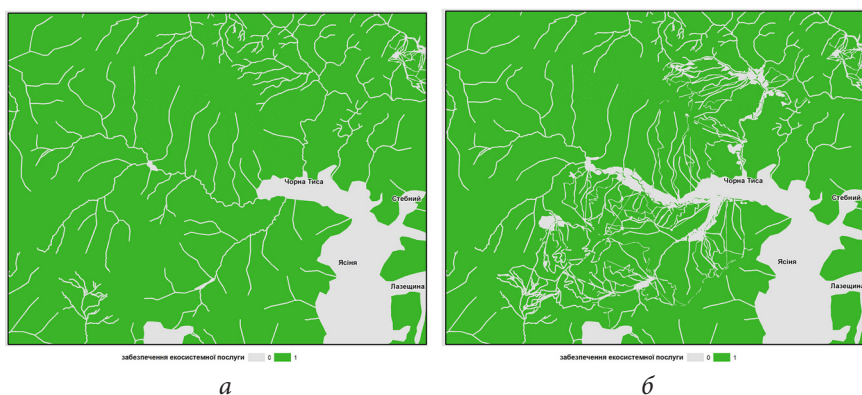 Чорна Тиса
Стебний
Ясіня
Лазещина
забезпечення екосистемної послуги 0 1
а
Чорна Тиса
Стебний
Ясіня
Лазещина
забезпечення екосистемної послуги 0 1
б